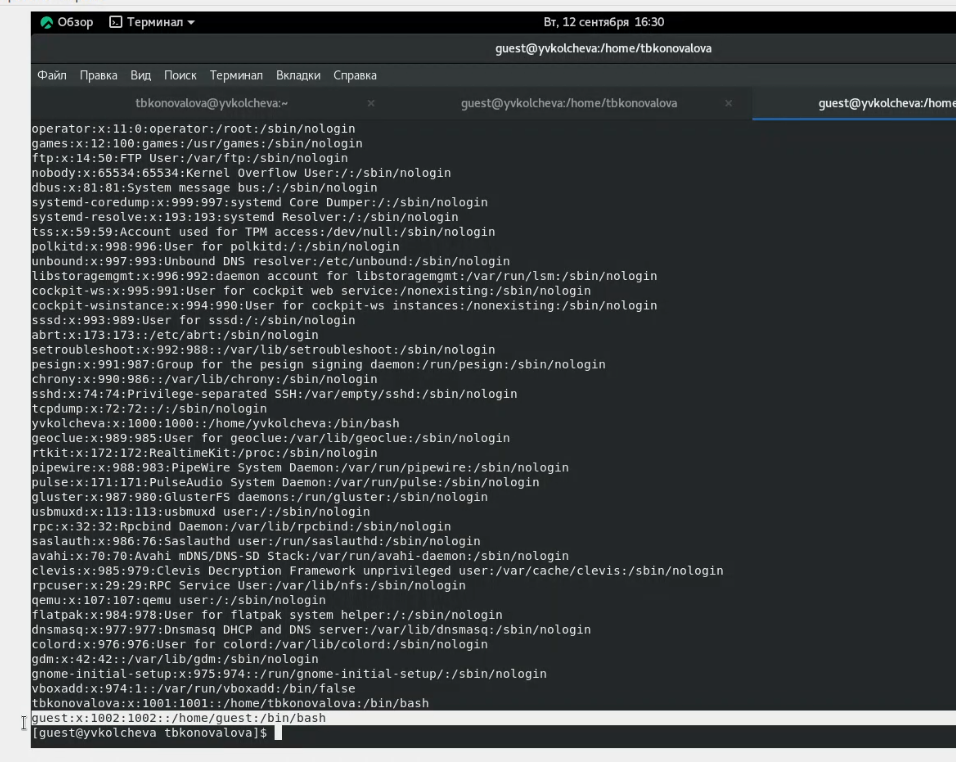 Обзор Терминал Вт, 12 сентября 16:30
guest@yvkolcheva:/home/tbkonovalova
Файл Правка Вид Поиск Терминал Вкладки Справка
tbkonovalova@yvkolcheva:~ × guest@yvkolcheva:/home/tbkonovalova × guest@yvkolcheva:/home
operator:x:11:0:operator:/root:/sbin/nologin
games:x:12:100:games:/usr/games:/sbin/nologin
ftp:x:14:50:FTP User:/var/ftp:/sbin/nologin
nobody:x:65534:65534:Kernel Overflow User:/:/sbin/nologin
dbus:x:81:81:System message bus:/:/sbin/nologin
systemd-coredump:x:999:997:systemd Core Dumper:/:/sbin/nologin
systemd-resolve:x:193:193:systemd Resolver:/:/sbin/nologin
tss:x:59:59:Account used for TPM access:/dev/null:/sbin/nologin
polkitd:x:998:996:User for polkitd:/:/sbin/nologin
unbound:x:997:993:Unbound DNS resolver:/etc/unbound:/sbin/nologin
libstoragemgmt:x:996:992:daemon account for libstoragemgmt:/var/run/lsm:/sbin/nologin
cockpit-ws:x:995:991:User for cockpit web service:/nonexisting:/sbin/nologin
cockpit-wsinstance:x:994:990:User for cockpit-ws instances:/nonexisting:/sbin/nologin
sssd:x:993:989:User for sssd:/:/sbin/nologin
abrt:x:173:173::/etc/abrt:/sbin/nologin
setroubleshoot:x:992:988::/var/lib/setroubleshoot:/sbin/nologin
pesign:x:991:987:Group for the pesign signing daemon:/run/pesign:/sbin/nologin
chrony:x:990:986::/var/lib/chrony:/sbin/nologin
sshd:x:74:74:Privilege-separated SSH:/var/empty/sshd:/sbin/nologin
tcpdump:x:72:72::/:/sbin/nologin
yvkolcheva:x:1000:1000::/home/yvkolcheva:/bin/bash
geoclue:x:989:985:User for geoclue:/var/lib/geoclue:/sbin/nologin
rtkit:x:172:172:RealtimeKit:/proc:/sbin/nologin
pipewire:x:988:983:PipeWire System Daemon:/var/run/pipewire:/sbin/nologin
pulse:x:171:171:PulseAudio System Daemon:/var/run/pulse:/sbin/nologin
gluster:x:987:980:GlusterFS daemons:/run/gluster:/sbin/nologin
usbmuxd:x:113:113:usbmuxd user:/:/sbin/nologin
rpc:x:32:32:Rpcbind Daemon:/var/lib/rpcbind:/sbin/nologin
saslauth:x:986:76:Saslauthd user:/run/saslauthd:/sbin/nologin
avahi:x:70:70:Avahi mDNS/DNS-SD Stack:/var/run/avahi-daemon:/sbin/nologin
clevis:x:985:979:Clevis Decryption Framework unprivileged user:/var/cache/clevis:/sbin/nologin
rpcuser:x:29:29:RPC Service User:/var/lib/nfs:/sbin/nologin
qemu:x:107:107:qemu user:/:/sbin/nologin
flatpak:x:984:978:User for flatpak system helper:/:/sbin/nologin
dnsmasq:x:977:977:Dnsmasq DHCP and DNS server:/var/lib/dnsmasq:/sbin/nologin
colord:x:976:976:User for colord:/var/lib/colord:/sbin/nologin
gdm:x:42:42::/var/lib/gdm:/sbin/nologin
gnome-initial-setup:x:975:974::/run/gnome-initial-setup/:/sbin/nologin
vboxadd:x:974:1::/var/run/vboxadd:/bin/false
tbkonovalova:x:1001:1001::/home/tbkonovalova:/bin/bash
guest:x:1002:1002::/home/guest:/bin/bash
[guest@yvkolcheva tbkonovalova]$